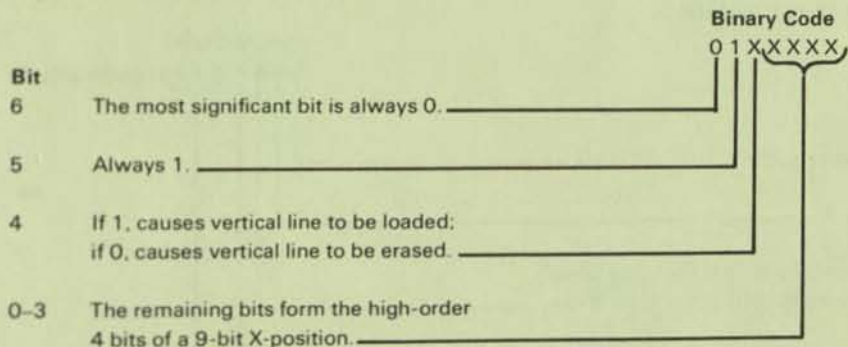 Binary Code
0 1 X X X X X
Bit
6 The most significant bit is always 0.
5 Always 1.
4 If 1, causes vertical line to be loaded;
if 0, causes vertical line to be erased.
0–3 The remaining bits form the high-order
4 bits of a 9-bit X-position.